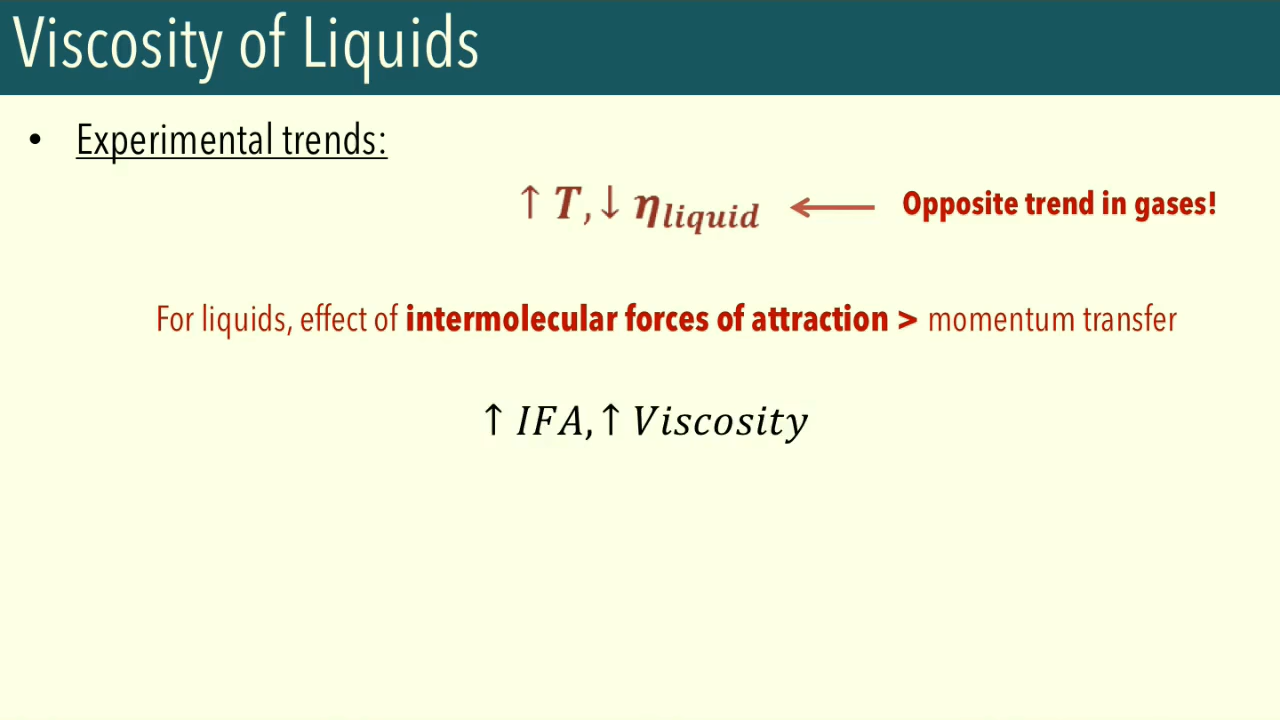 Viscosity of Liquids
• Experimental trends:
↑ T, ↓ η_liquid ← Opposite trend in gases!
For liquids, effect of intermolecular forces of attraction > momentum transfer
↑ IFA, ↑ Viscosity